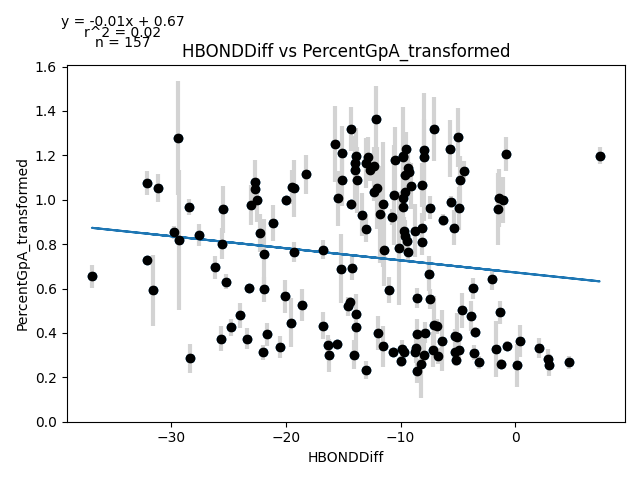 y = -0.01x + 0.67
r^2 = 0.02
n = 157
HBONDDiff vs PercentGpA_transformed
1.6
1.4
1.2
1.0
0.8
0.6
0.4
0.2
0.0
PercentGpA_transformed
−30
−20
−10
0
HBONDDiff